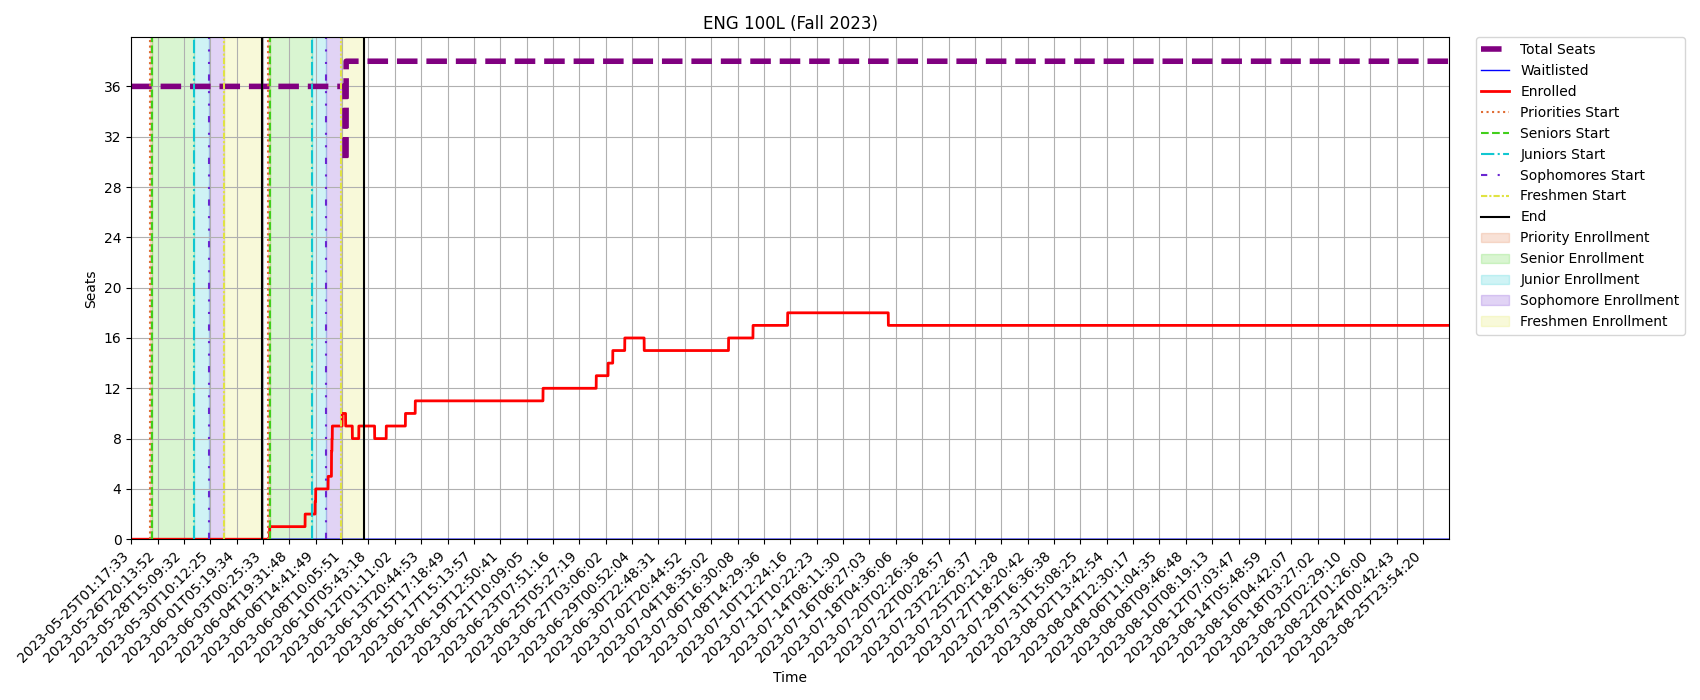 ENG 100L (Fall 2023)
Seats
36
32
28
24
20
16
12
8
4
0
2023-05-25T01:17:33
2023-05-26T20:13:52
2023-05-28T15:09:32
2023-05-30T10:12:25
2023-06-01T05:19:34
2023-06-03T00:25:33
2023-06-04T19:31:48
2023-06-06T14:41:49
2023-06-08T10:05:51
2023-06-10T05:43:18
2023-06-12T01:11:02
2023-06-13T20:44:53
2023-06-15T17:18:49
2023-06-17T15:13:57
2023-06-19T12:50:41
2023-06-21T10:09:05
2023-06-23T07:51:16
2023-06-25T05:27:19
2023-06-27T03:06:02
2023-06-29T00:52:04
2023-06-30T22:48:31
2023-07-02T20:44:52
2023-07-04T18:35:02
2023-07-06T16:30:08
2023-07-08T14:29:36
2023-07-10T12:24:16
2023-07-12T10:22:23
2023-07-14T08:11:30
2023-07-16T06:27:03
2023-07-18T04:36:06
2023-07-20T02:26:36
2023-07-22T00:28:57
2023-07-23T22:26:37
2023-07-25T20:21:28
2023-07-27T18:20:42
2023-07-29T16:36:38
2023-07-31T15:08:25
2023-08-02T13:42:54
2023-08-04T12:30:17
2023-08-06T11:04:35
2023-08-08T09:46:48
2023-08-10T08:19:13
2023-08-12T07:03:47
2023-08-14T05:48:59
2023-08-16T04:42:07
2023-08-18T03:27:02
2023-08-20T02:29:10
2023-08-22T01:26:00
2023-08-24T00:42:43
2023-08-25T23:54:20
Time
Total Seats
Waitlisted
Enrolled
Priorities Start
Seniors Start
Juniors Start
Sophomores Start
Freshmen Start
End
Priority Enrollment
Senior Enrollment
Junior Enrollment
Sophomore Enrollment
Freshmen Enrollment